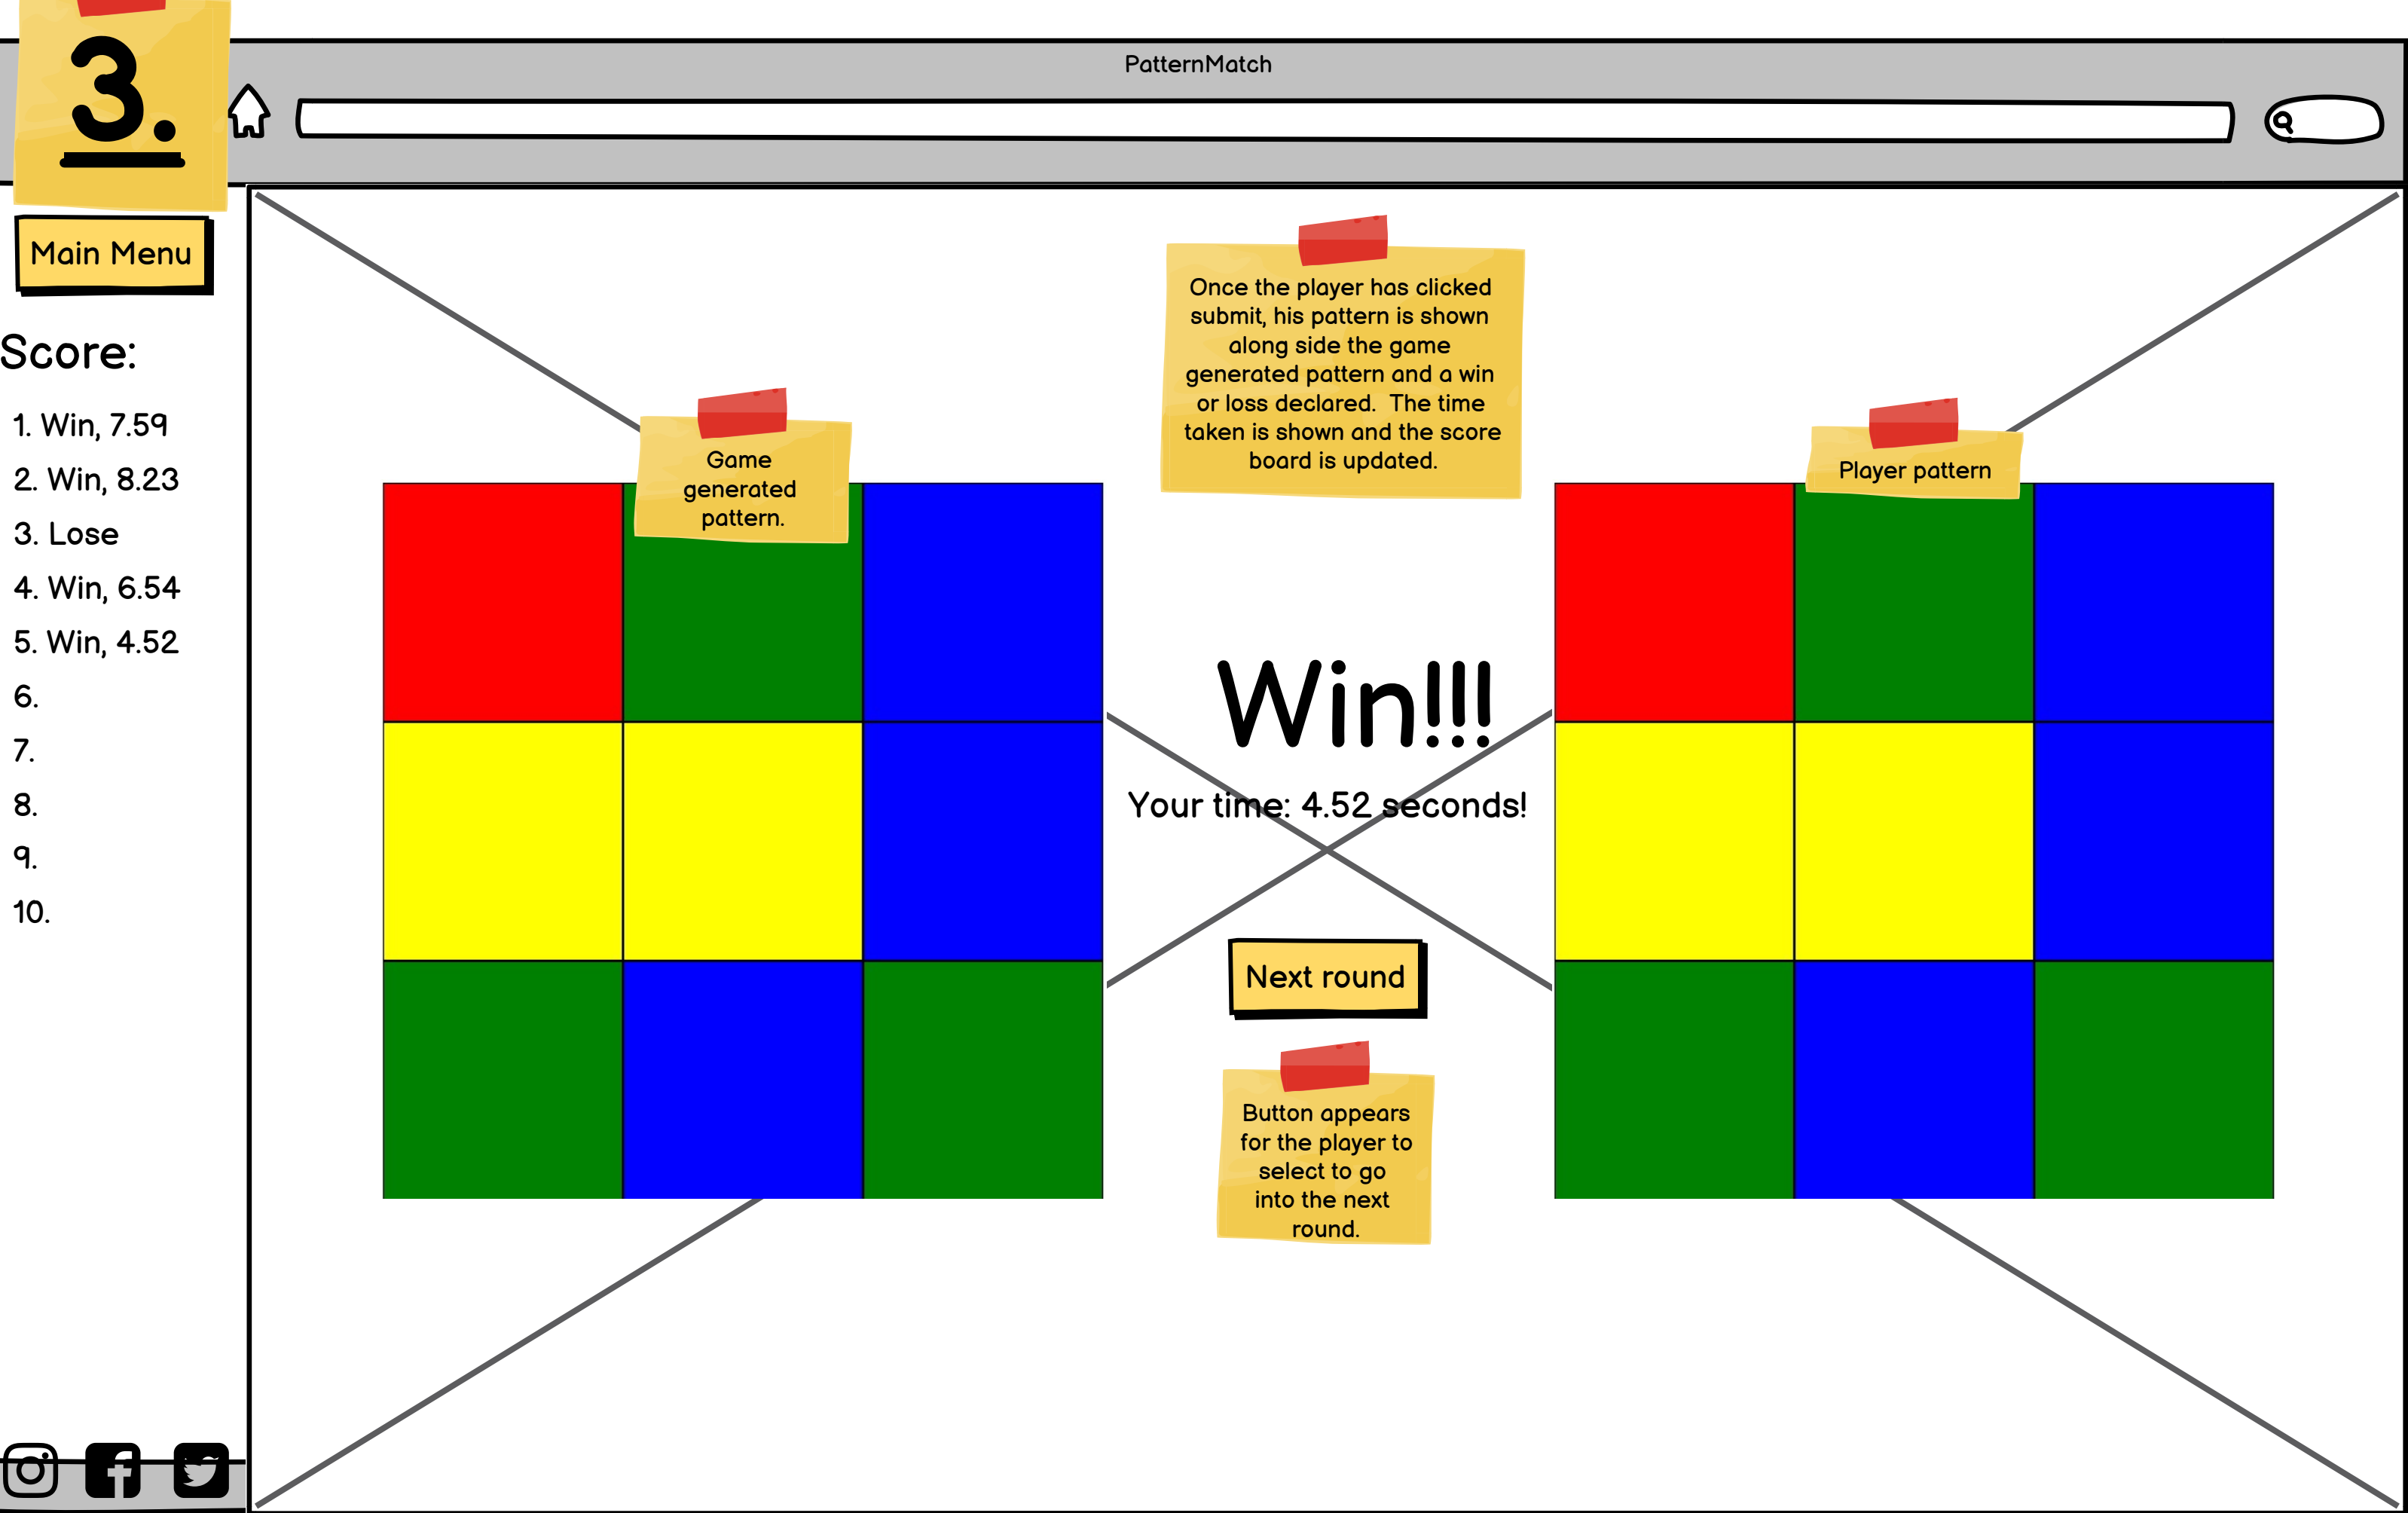 PatternMatch
3.
Main Menu
Score:
1. Win, 7.59
2. Win, 8.23
3. Lose
4. Win, 6.54
5. Win, 4.52
6.
7.
8.
9.
10.
Once the player has clicked
submit, his pattern is shown
along side the game
generated pattern and a win
or loss declared. The time
taken is shown and the score
board is updated.
Game
generated
pattern.
Player pattern
Win!!!
Your time: 4.52 seconds!
Next round
Button appears
for the player to
select to go
into the next
round.